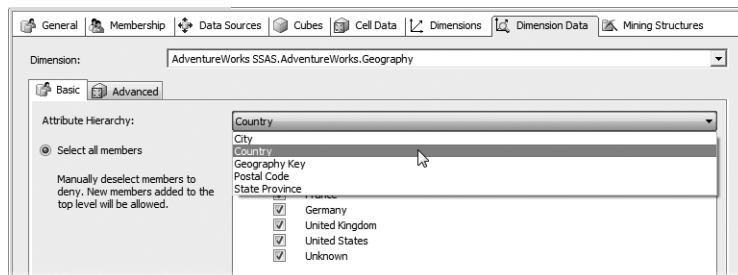 General Membership Data Sources Cubes Cell Data Dimensions Dimension Data Mining Structures
Dimension: AdventureWorks SSAS.AdventureWorks.Geography
Basic Advanced
Attribute Hierarchy: Country
City
Country
Geography Key
Postal Code
State Province
Select all members
Manually deselect members to
deny. New members added to the
top level will be allowed.
France
Germany
United Kingdom
United States
Unknown